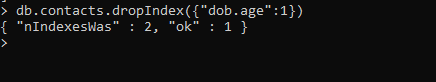 > db.contacts.dropIndex({"dob.age":1})
{ "nIndexesWas" : 2, "ok" : 1 }
>